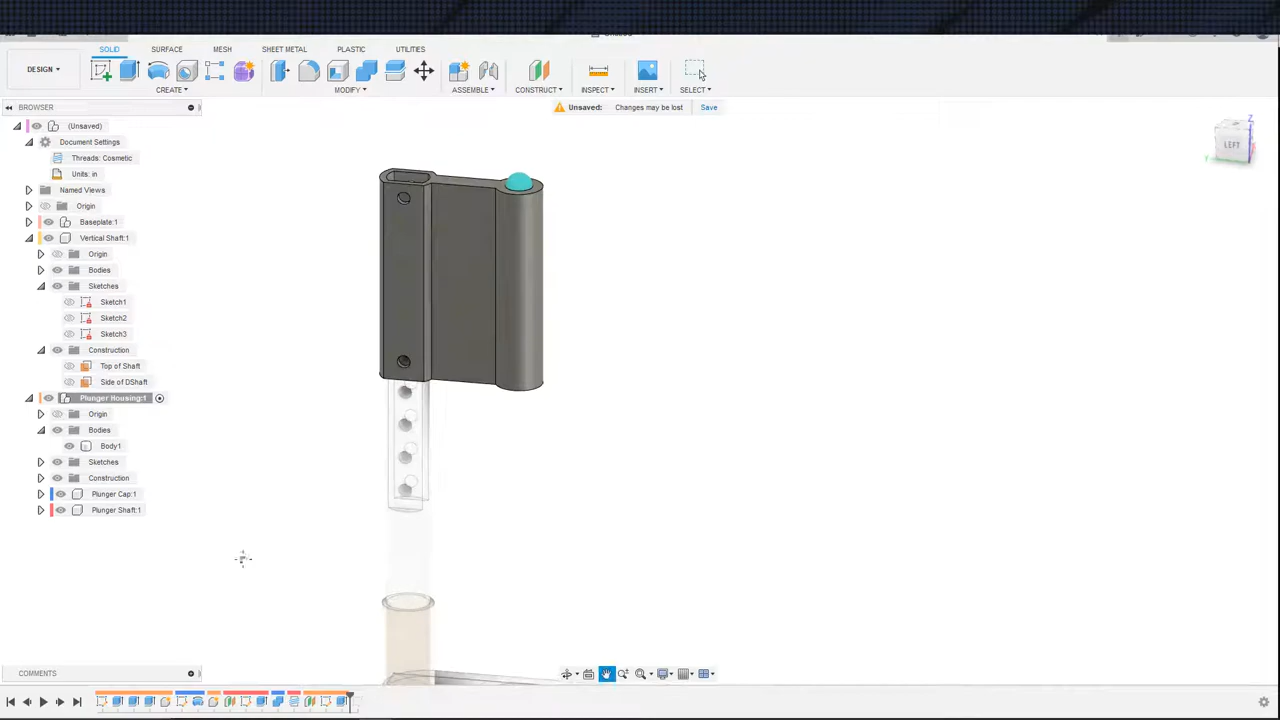 SOLID SURFACE MESH SHEET METAL PLASTIC UTILITIES
DESIGN
CREATE MODIFY ASSEMBLE CONSTRUCT INSPECT INSERT SELECT
BROWSER
Unsaved: Changes may be lost Save
(Unsaved)
Document Settings
Threads: Cosmetic
Units: in
Named Views
Origin
Baseplate:1
Vertical Shaft:1
Origin
Bodies
Sketches
Sketch1
Sketch2
Sketch3
Construction
Top of Shaft
Side of DShaft
Plunger Housing:1
Origin
Bodies
Body1
Sketches
Construction
Plunger Cap:1
Plunger Shaft:1
Z
LEFT
Y
COMMENTS